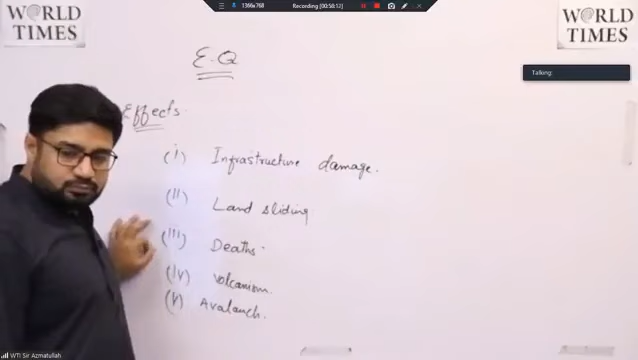 1366x768
Recording [00:58:12]
WORLD
TIMES
WORLD
TIMES
Talking:
E.Q
Effects.
(i) Infrastructure damage.
(ii) Land sliding
(iii) Deaths.
(iv) Volcanism.
(v) Avalanch.
WTI Sir Azmatullah